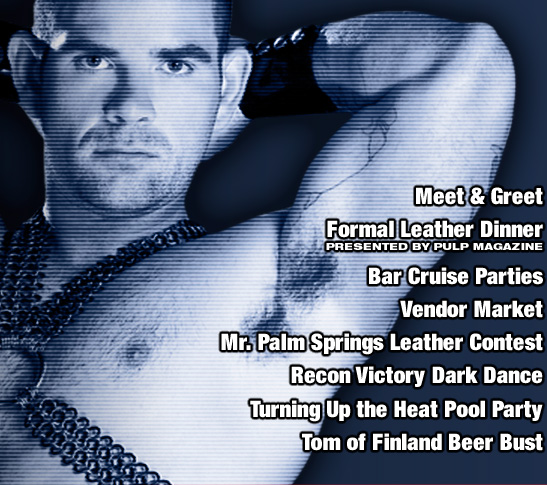 Meet & Greet
Formal Leather Dinner
PRESENTED BY PULP MAGAZINE
Bar Cruise Parties
Vendor Market
Mr. Palm Springs Leather Contest
Recon Victory Dark Dance
Turning Up the Heat Pool Party
Tom of Finland Beer Bust